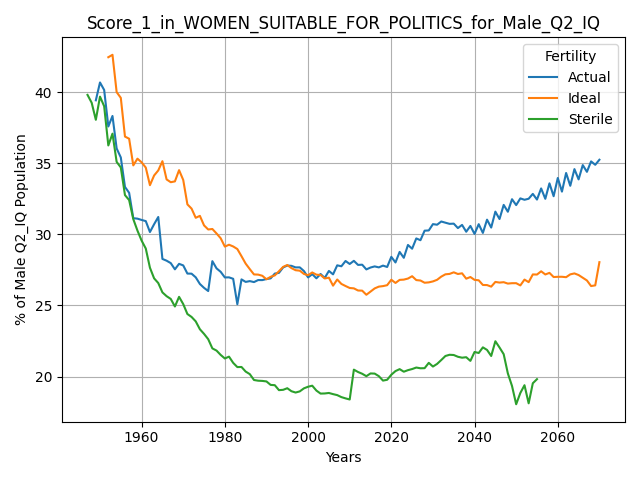 Score_1_in_WOMEN_SUITABLE_FOR_POLITICS_for_Male_Q2_IQ
Fertility
Actual
Ideal
Sterile
% of Male Q2_IQ Population
40
35
30
25
20
1960
1980
2000
2020
2040
2060
Years